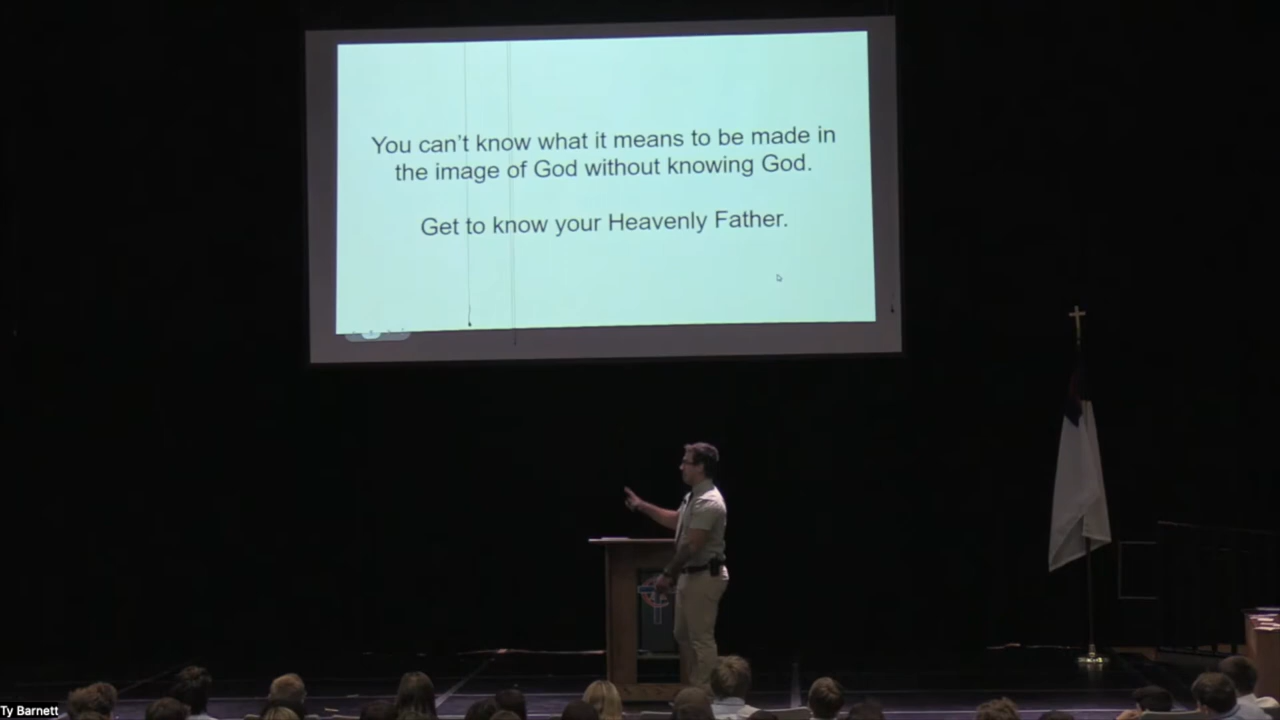 You can't know what it means to be made in
the image of God without knowing God.
Get to know your Heavenly Father.
Ty Barnett